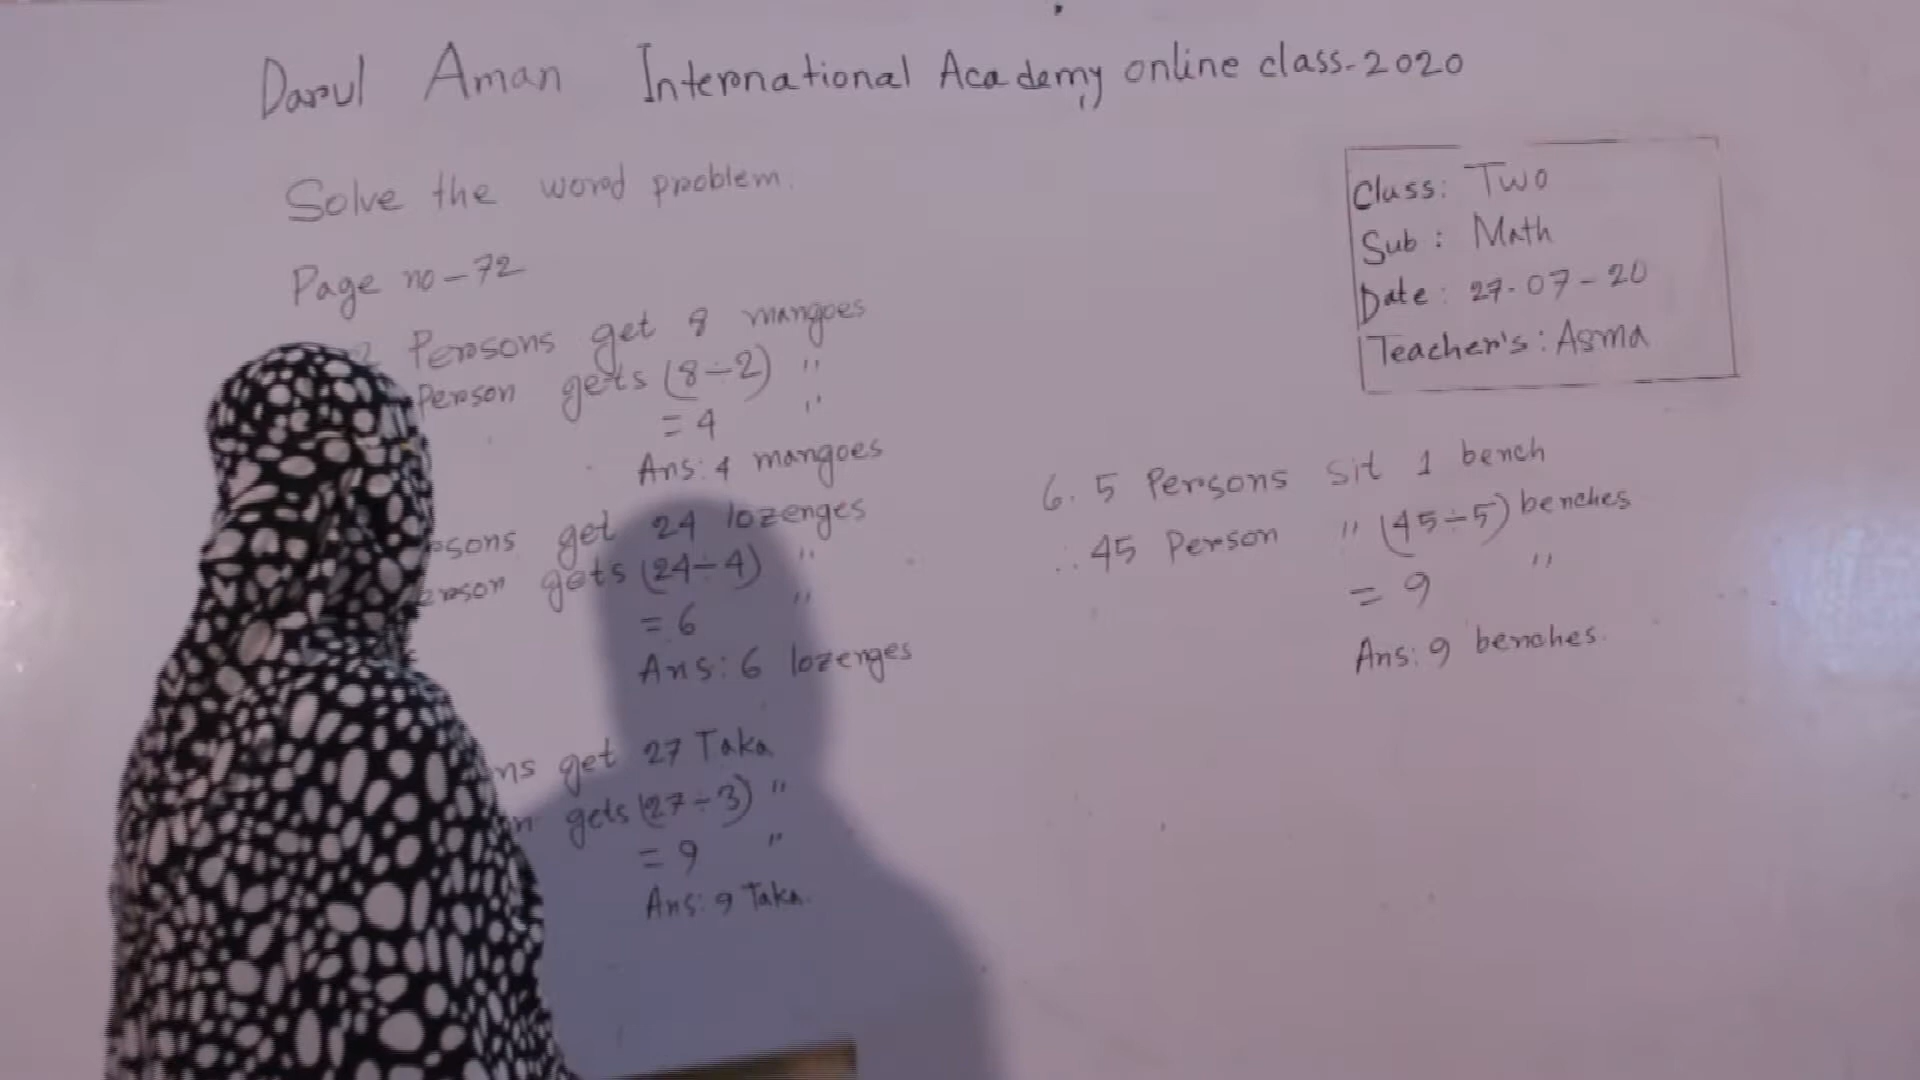 Darul Aman International Academy online class-2020
Solve the word problem.
Page no-72
2 Persons get 8 mangoes
Person gets (8÷2) "
= 4 "
Ans: 4 mangoes
get 24 lozenges
gets (24÷4) "
= 6 "
Ans: 6 lozenges
get 27 Taka
gets (27÷3) "
= 9 "
Ans: 9 Taka.
Class: Two
Sub: Math
Date: 27-07-20
Teacher's: Asma
6. 5 Persons sit 1 bench
∴ 45 Person " (45÷5) benches
= 9 "
Ans: 9 benches.